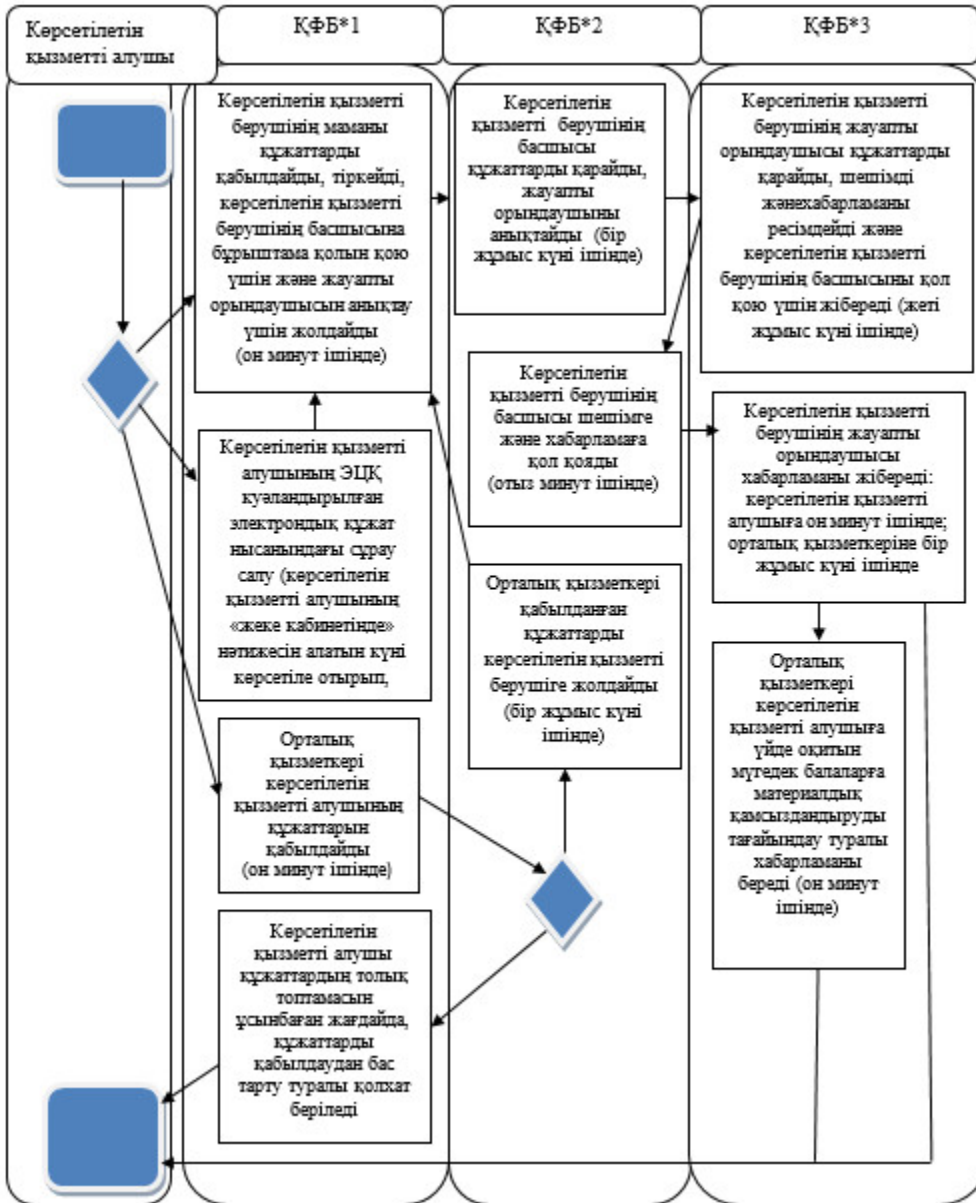 Көрсетілетін
қызметті алушы
ҚФБ*1
ҚФБ*2
ҚФБ*3
Көрсетілетін қызметті
берушінің маманы
құжаттарды
қабылдайды, тіркейді,
көрсетілетін қызметті
берушінің басшысына
бұрыштама қолын қою
үшін және жауапты
орындаушысын анықтау
үшін жолдайды
(он минут ішінде)
Көрсетілетін
қызметті берушінің
басшысы
құжаттарды қарайды,
жауапты
орындаушыны
анықтайды (бір
жұмыс күні ішінде)
Көрсетілетін қызметті
берушінің жауапты
орындаушысы құжаттарды
қарайды, шешімді
жәнехабарламаны
ресімдейді және
көрсетілетін қызметті
берушінің басшысыны қол
қою үшін жібереді (жеті
жұмыс күні ішінде)
Көрсетілетін
қызметті берушінің
басшысы шешімге
және хабарламаға
қол қояды
(отыз минут ішінде)
Көрсетілетін қызметті
берушінің жауапты
орындаушысы
хабарламаны жібереді:
көрсетілетін қызметті
алушыға он минут ішінде;
орталық қызметкеріне бір
жұмыс күні ішінде
Көрсетілетін қызметті
алушының ЭЦҚ
куәландырылған
электрондық құжат
нысанындағы сұрау
салу (көрсетілетін
қызметті алушының
«жеке кабинетінде»
нәтижесін алатын күні
көрсетіле отырып,
Орталық қызметкері
қабылданған
құжаттарды
көрсетілетін қызметті
берушіге жолдайды
(бір жұмыс күні
ішінде)
Орталық
қызметкері
көрсетілетін
қызметті алушыға
үйде оқитын
мүгедек балаларға
материалдық
қамсыздандыруды
тағайындау туралы
хабарламаны
береді (он минут
ішінде)
Орталық
қызметкері
көрсетілетін
қызметті алушының
құжаттарын
қабылдайды
(он минут ішінде)
Көрсетілетін
қызметті алушы
құжаттардың толық
топтамасын
ұсынбаған жағдайда,
құжаттарды
қабылдаудан бас
тарту туралы қолхат
беріледі